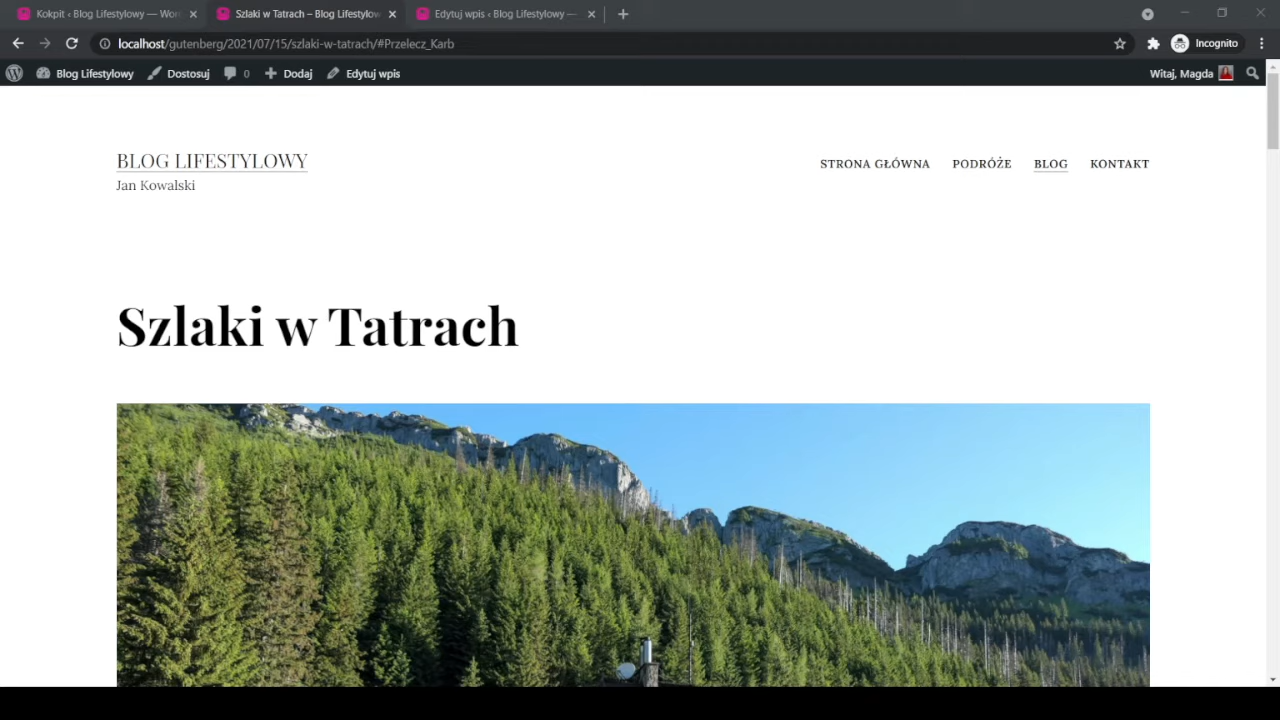 Kokpit ‹ Blog Lifestylowy — Wor
Szlaki w Tatrach – Blog Lifestylow
Edytuj wpis ‹ Blog Lifestylowy —
localhost/gutenberg/2021/07/15/szlaki-w-tatrach/#Przelecz_Karb
Incognito
Blog Lifestylowy
Dostosuj
0
Dodaj
Edytuj wpis
Witaj, Magda
BLOG LIFESTYLOWY
Jan Kowalski
STRONA GŁÓWNA
PODRÓŻE
BLOG
KONTAKT
Szlaki w Tatrach